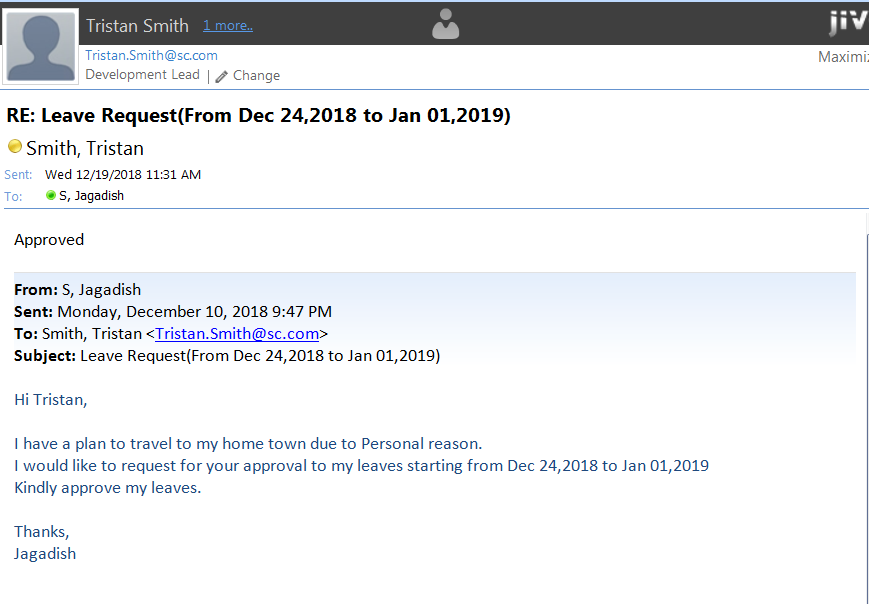 Tristan Smith 1 more..
jiv
Tristan.Smith@sc.com
Maximiz
Development Lead | Change
RE: Leave Request(From Dec 24,2018 to Jan 01,2019)
Smith, Tristan
Sent: Wed 12/19/2018 11:31 AM
To: S, Jagadish
Approved
From: S, Jagadish
Sent: Monday, December 10, 2018 9:47 PM
To: Smith, Tristan <Tristan.Smith@sc.com>
Subject: Leave Request(From Dec 24,2018 to Jan 01,2019)
Hi Tristan,
I have a plan to travel to my home town due to Personal reason.
I would like to request for your approval to my leaves starting from Dec 24,2018 to Jan 01,2019
Kindly approve my leaves.
Thanks,
Jagadish